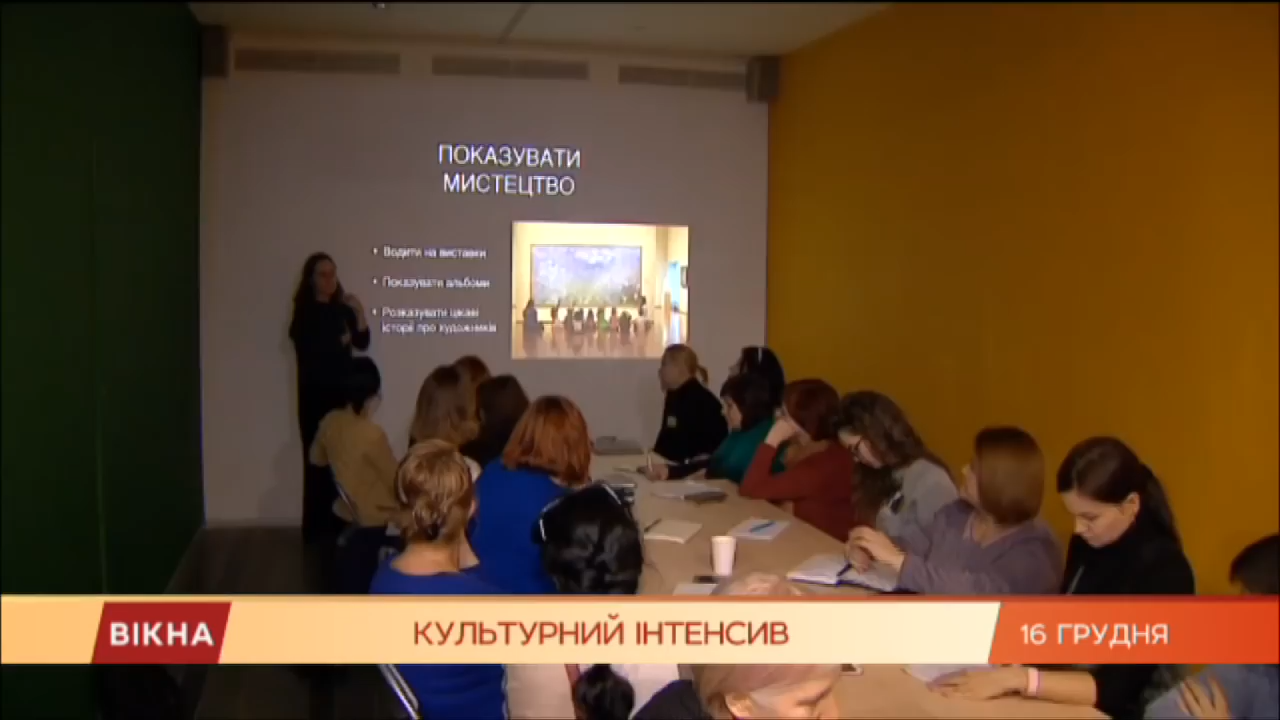 ПОКАЗУВАТИ
МИСТЕЦТВО
• Водити на виставки
• Показувати альбоми
• Розказувати цікаві
історії про художників
ВІКНА
КУЛЬТУРНИЙ ІНТЕНСИВ
16 ГРУДНЯ